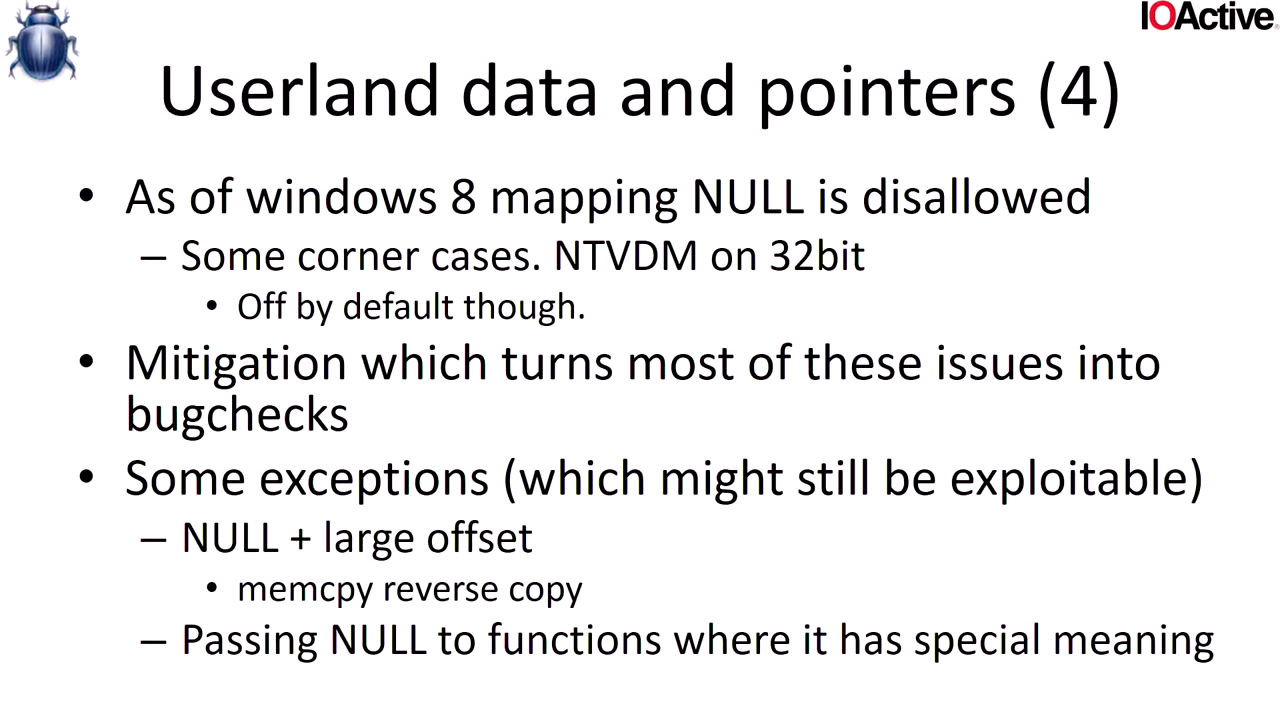 IOActive
Userland data and pointers (4)
• As of windows 8 mapping NULL is disallowed
– Some corner cases. NTVDM on 32bit
• Off by default though.
• Mitigation which turns most of these issues into
bugchecks
• Some exceptions (which might still be exploitable)
– NULL + large offset
• memcpy reverse copy
– Passing NULL to functions where it has special meaning